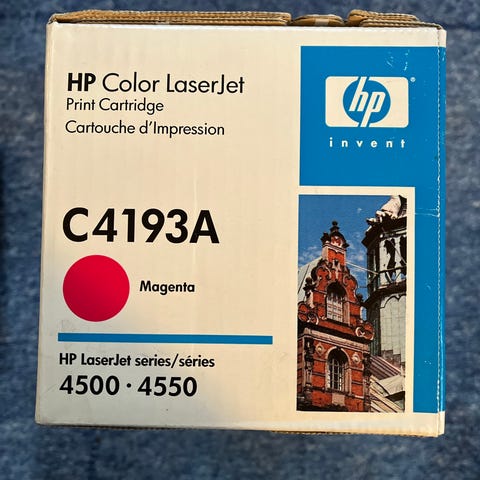 HP Color LaserJet
Print Cartridge
Cartouche d'Impression
hp
invent
C4193A
Magenta
HP LaserJet series/séries
4500 · 4550